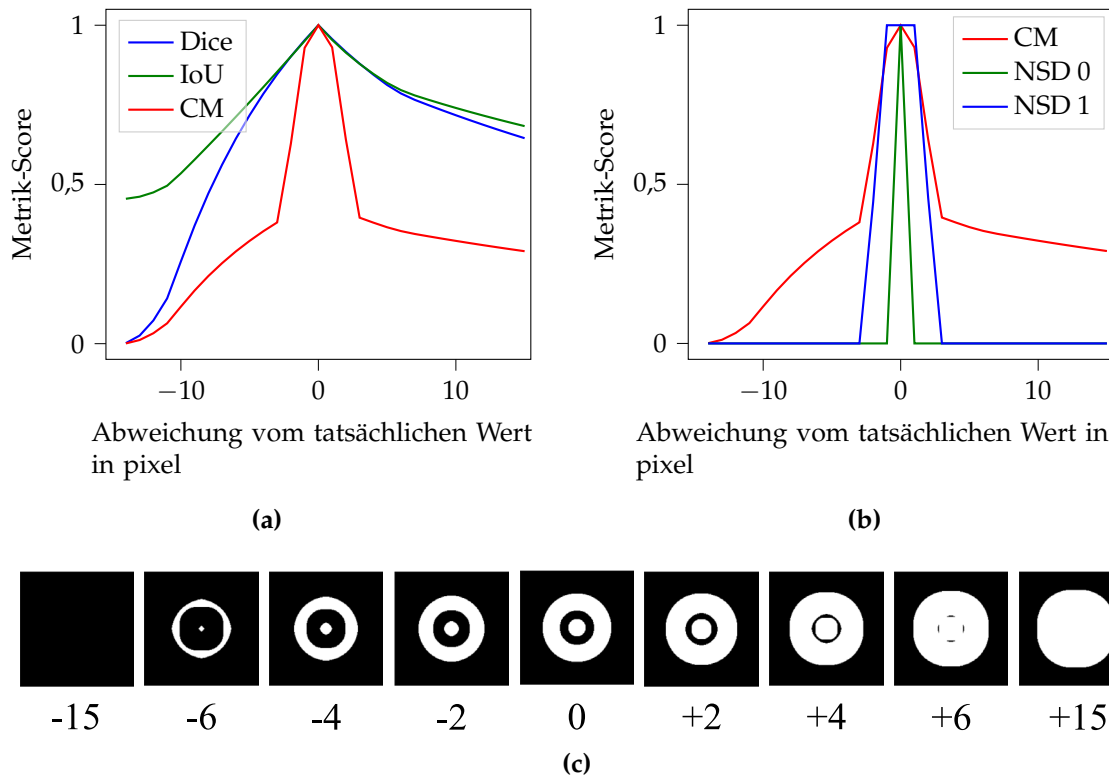 1
0,5
0
Metrik-Score
Dice
IoU
CM
−10
0
10
Abweichung vom tatsächlichen Wert
in pixel
(a)
1
0,5
0
Metrik-Score
CM
NSD 0
NSD 1
−10
0
10
Abweichung vom tatsächlichen Wert in
pixel
(b)
-15 -6 -4 -2 0 +2 +4 +6 +15
(c)